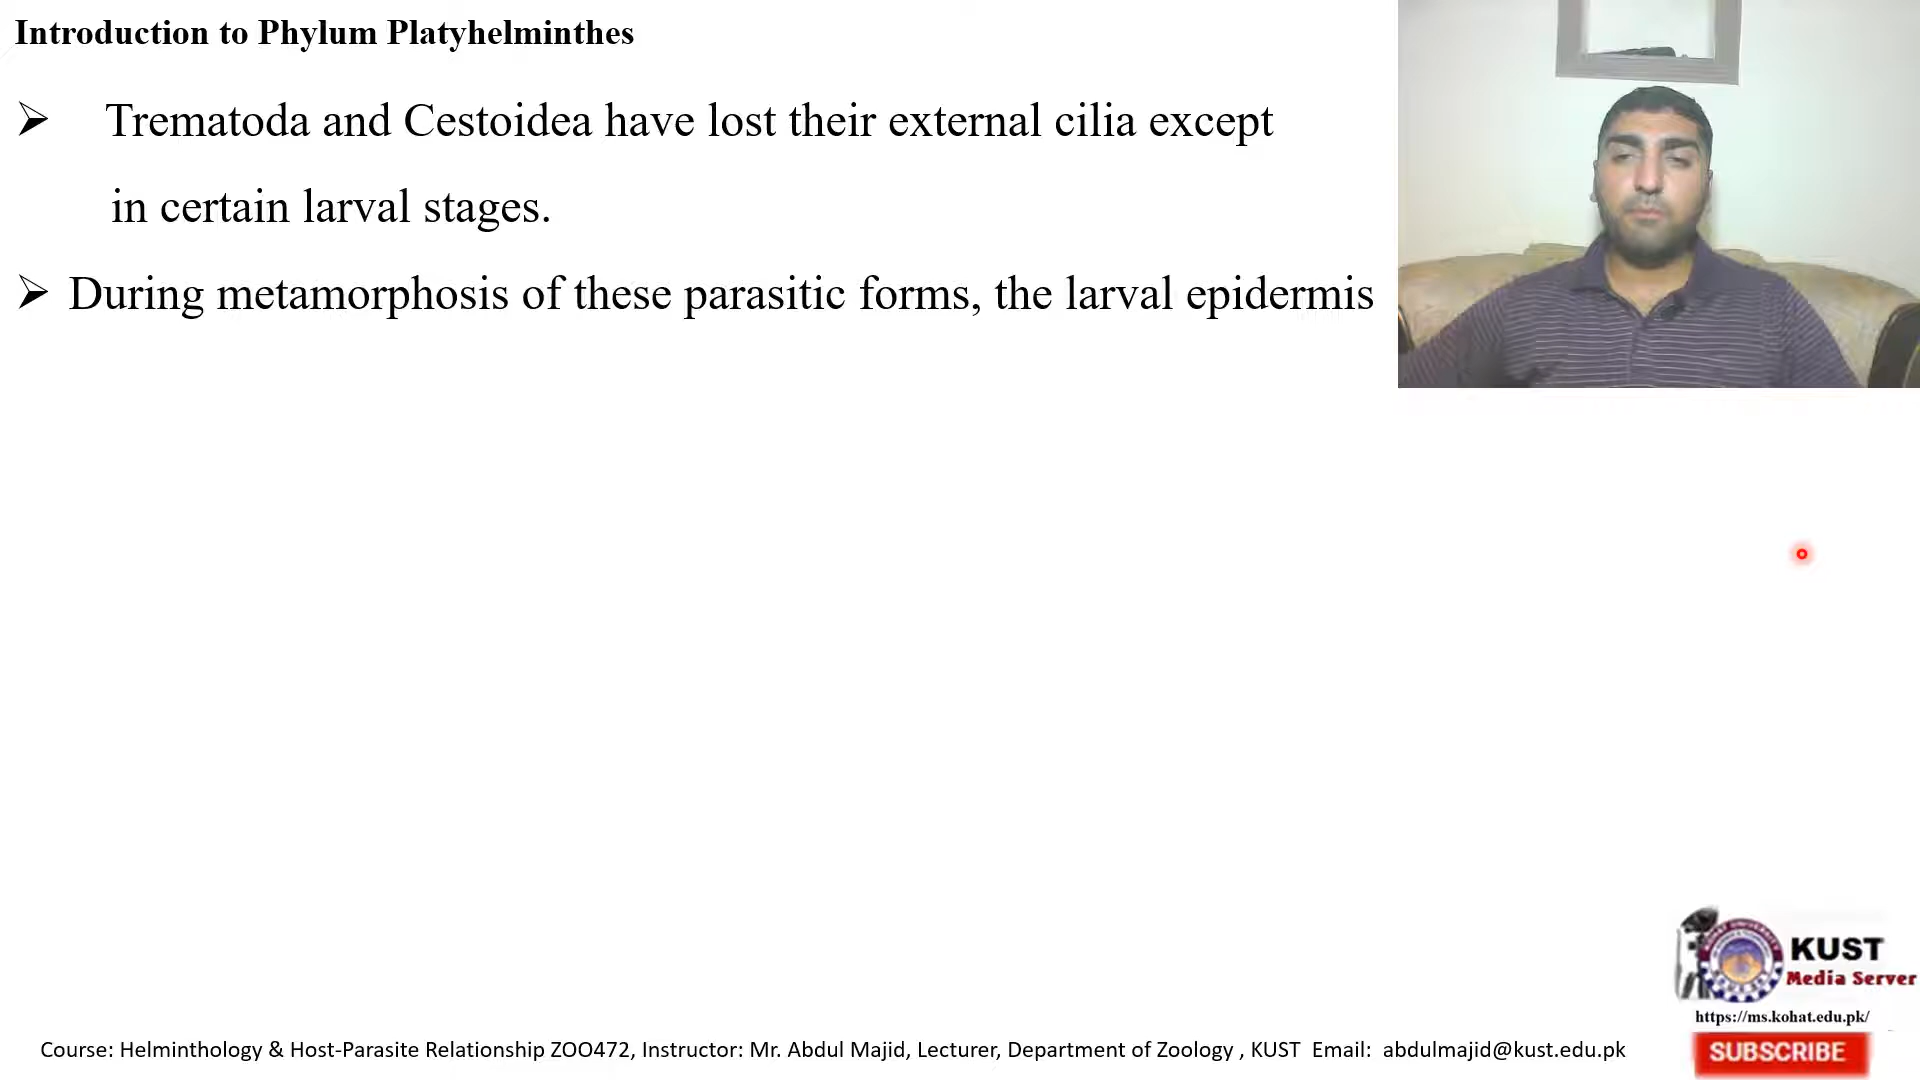 Introduction to Phylum Platyhelminthes
➢ Trematoda and Cestoidea have lost their external cilia except
in certain larval stages.
➢ During metamorphosis of these parasitic forms, the larval epidermis
KUST
Media Server
https://ms.kohat.edu.pk/
SUBSCRIBE
Course: Helminthology & Host-Parasite Relationship ZOO472, Instructor: Mr. Abdul Majid, Lecturer, Department of Zoology , KUST Email: abdulmajid@kust.edu.pk